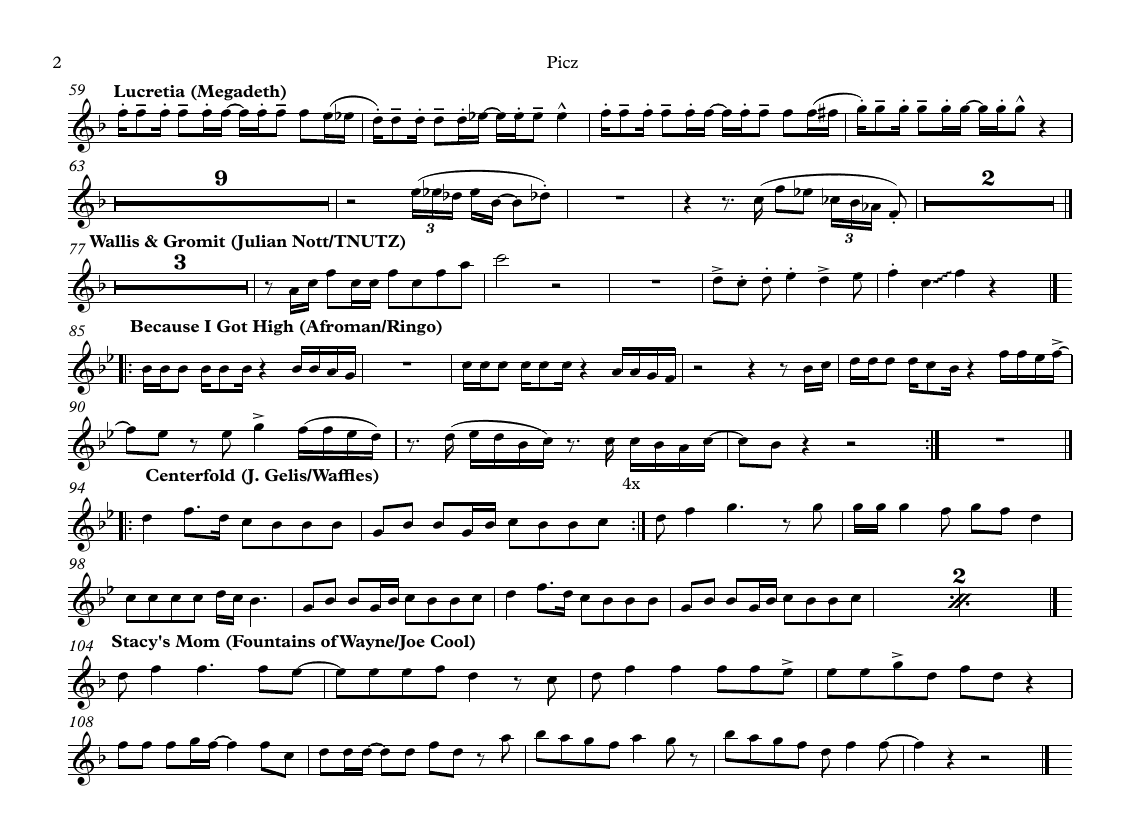 2
Picz
59
Lucretia (Megadeth)
63
9
2
3
3
77
Wallis & Gromit (Julian Nott/TNUTZ)
3
85
Because I Got High (Afroman/Ringo)
90
Centerfold (J. Gelis/Waffles)
4x
94
98
2
104
Stacy's Mom (Fountains of Wayne/Joe Cool)
108